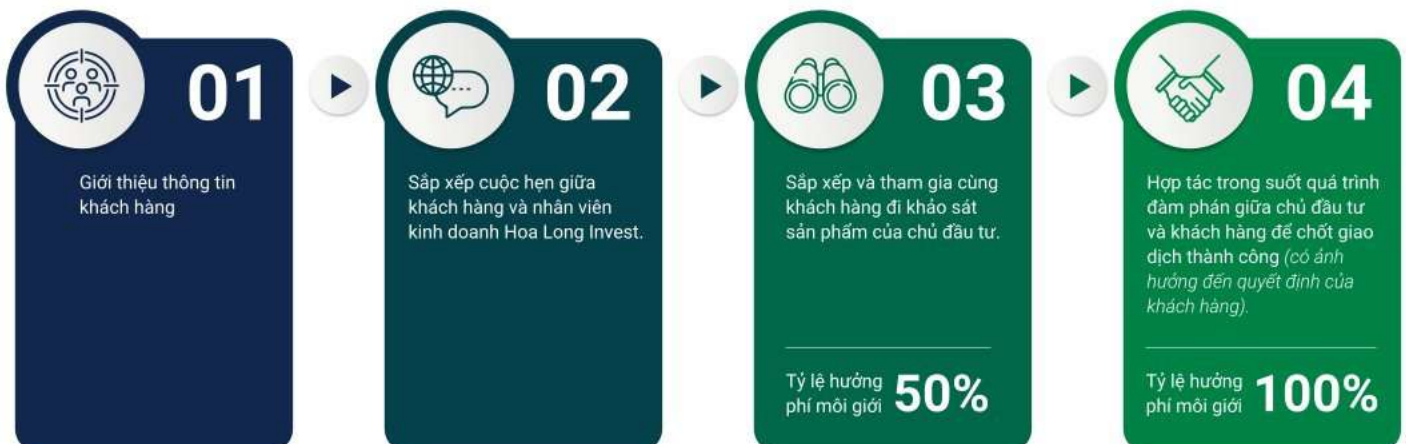 01
Giới thiệu thông tin
khách hàng
02
Sắp xếp cuộc hẹn giữa
khách hàng và nhân viên
kinh doanh Hoa Long Invest.
03
Sắp xếp và tham gia cùng
khách hàng đi khảo sát
sản phẩm của chủ đầu tư.
Tỷ lệ hưởng
phí môi giới 50%
04
Hợp tác trong suốt quá trình
đàm phán giữa chủ đầu tư
và khách hàng để chốt giao
dịch thành công (có ảnh
hưởng đến quyết định của
khách hàng).
Tỷ lệ hưởng
phí môi giới 100%